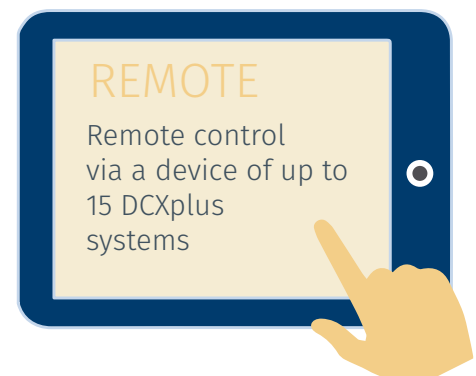 REMOTE
Remote control
via a device of up to
15 DCXplus
systems